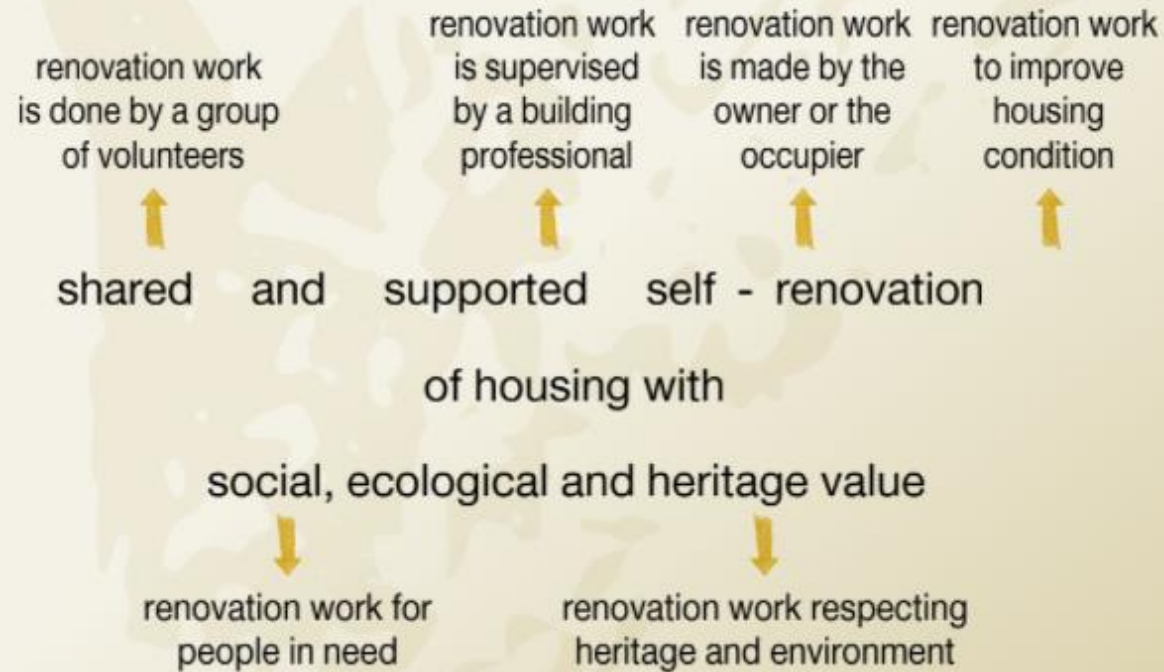 renovation work
is done by a group
of volunteers
renovation work
is supervised
by a building
professional
renovation work
is made by the
owner or the
occupier
renovation work
to improve
housing
condition
shared and supported self - renovation
of housing with
social, ecological and heritage value
renovation work for
people in need
renovation work respecting
heritage and environment